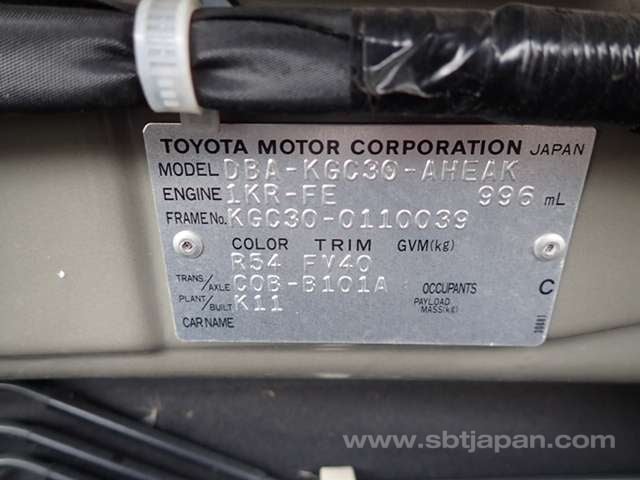 TOYOTA MOTOR CORPORATION JAPAN
MODEL DBA-KGC30-AHEAK
ENGINE 1KR-FE 996 mL
FRAME No. KGC30-0110039
COLOR TRIM GVM(kg)
R54 FV40
TRANS/AXLE C0B-B101A OCCUPANTS C
PLANT/BUILT K11 PAYLOAD MASS(kg)
CAR NAME
www.sbtjapan.com